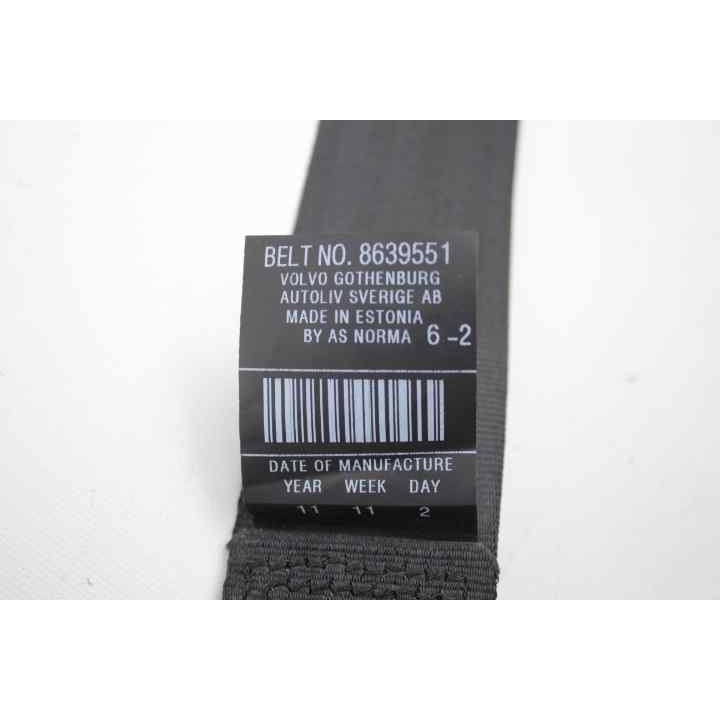 BELT NO. 8639551
VOLVO GOTHENBURG
AUTOLIV SVERIGE AB
MADE IN ESTONIA
BY AS NORMA 6-2
DATE OF MANUFACTURE
YEAR WEEK DAY
11 11 2